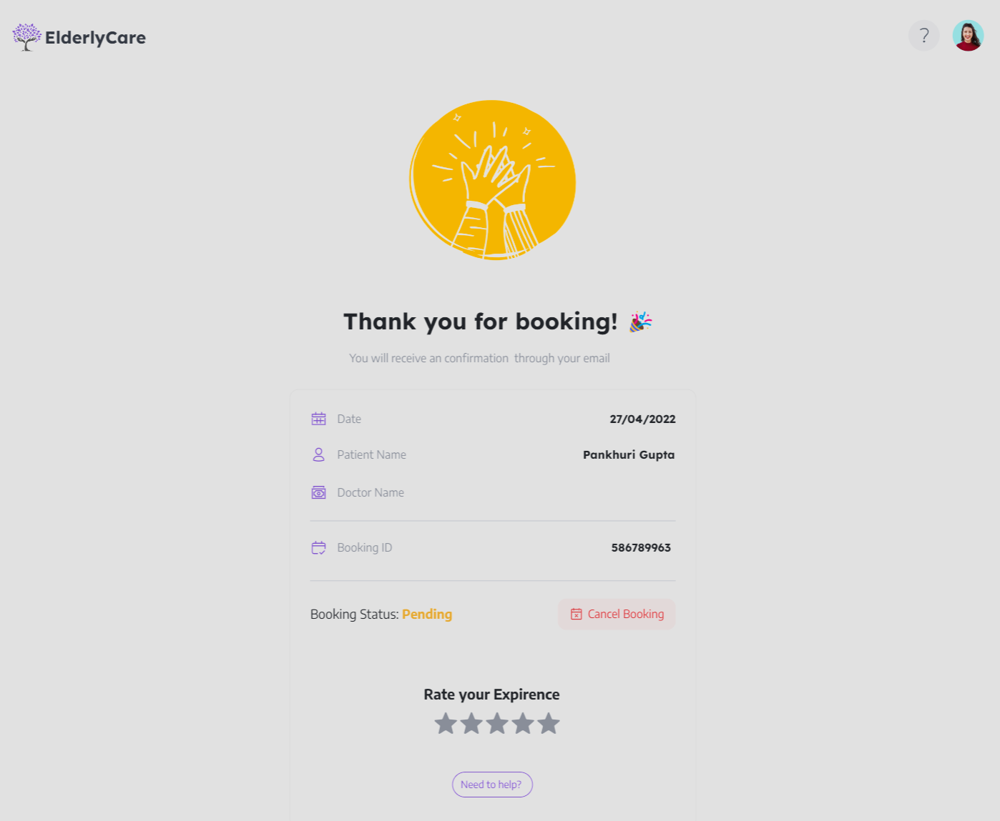 ElderlyCare
?
Thank you for booking!
You will receive an confirmation through your email
Date 27/04/2022
Patient Name Pankhuri Gupta
Doctor Name
Booking ID 586789963
Booking Status: Pending Cancel Booking
Rate your Expirence
Need to help?